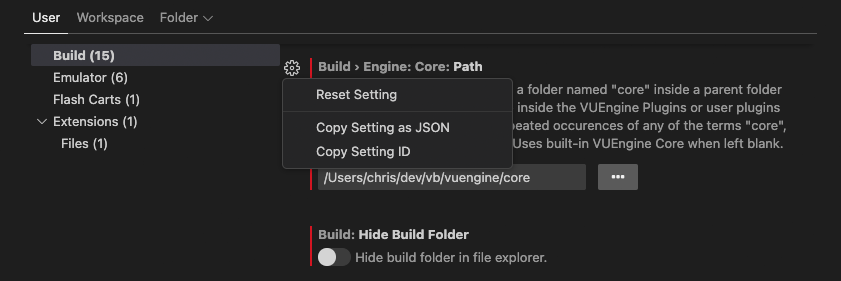 User Workspace Folder
Build (15)
Emulator (6)
Flash Carts (1)
Extensions (1)
Files (1)
Build › Engine: Core: Path
a folder named "core" inside a parent folder
inside the VUEngine Plugins or user plugins
occurences of any of the terms "core",
Uses built-in VUEngine Core when left blank.
Reset Setting
Copy Setting as JSON
Copy Setting ID
/Users/chris/dev/vb/vuengine/core
Build: Hide Build Folder
Hide build folder in file explorer.